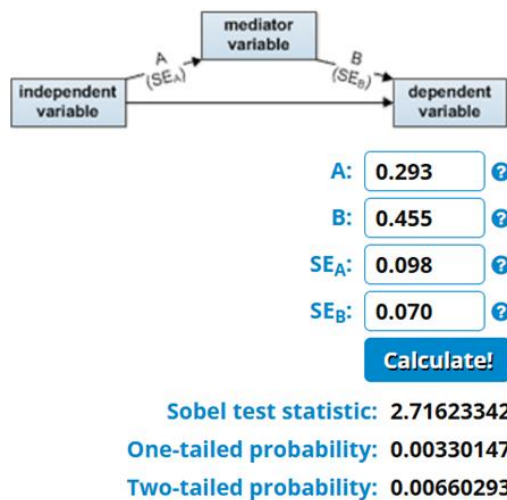 mediator
variable
A
(SEA)
B
(SEB)
independent
variable
dependent
variable
A: 0.293 ?
B: 0.455 ?
SEA: 0.098 ?
SEB: 0.070 ?
Calculate!
Sobel test statistic: 2.71623342
One-tailed probability: 0.00330147
Two-tailed probability: 0.00660293